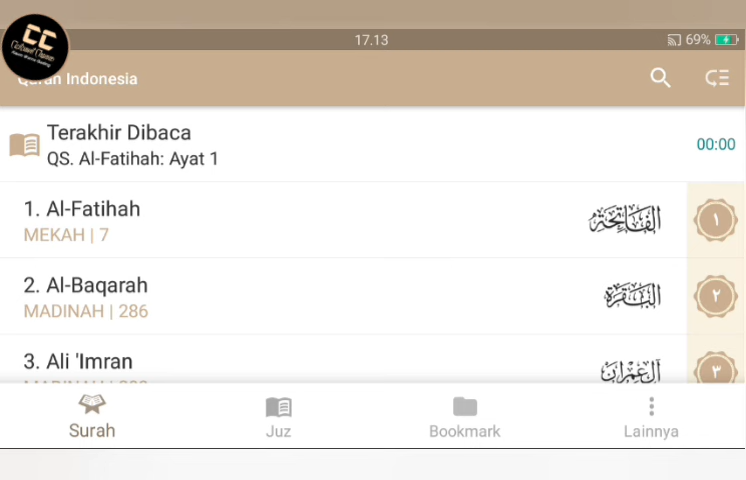 CC
17.13
69%
Quran Indonesia
Terakhir Dibaca
QS. Al-Fatihah: Ayat 1
00:00
1. Al-Fatihah
MEKAH | 7
الفاتحة
١
2. Al-Baqarah
MADINAH | 286
البقرة
٢
3. Ali 'Imran
آل عمران
٣
Surah
Juz
Bookmark
Lainnya